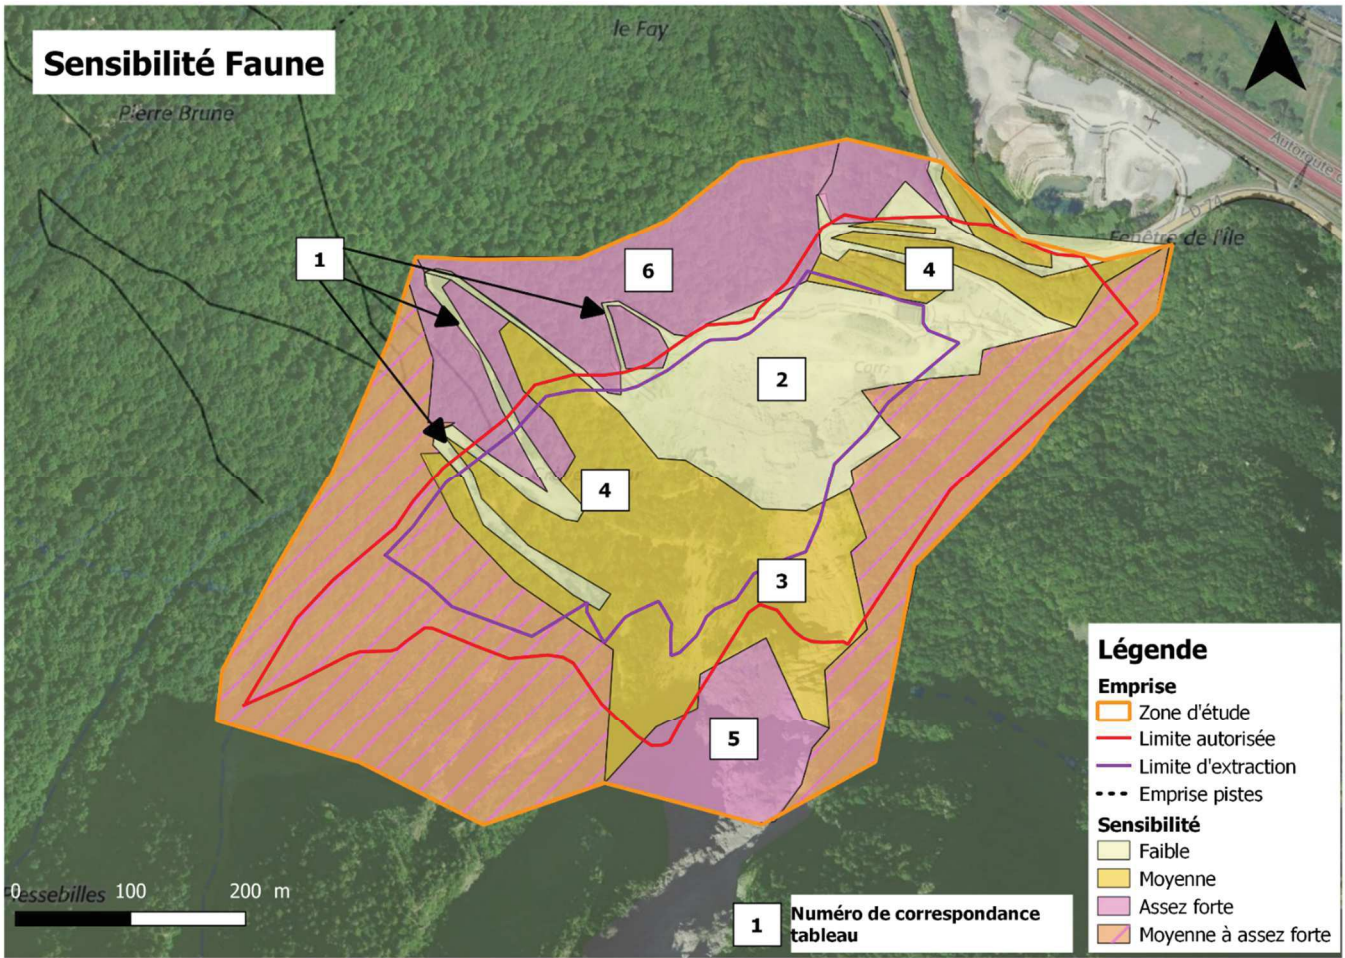 le Fay
Sensibilité Faune
Pierre Brune
Autoroute
D 74
Fenêtre de l'Île
1
6
4
2
4
3
5
Légende
Emprise
Zone d'étude
Limite autorisée
Limite d'extraction
Emprise pistes
Sensibilité
Faible
Moyenne
Assez forte
Moyenne à assez forte
0 100 200 m
1 Numéro de correspondance
tableau